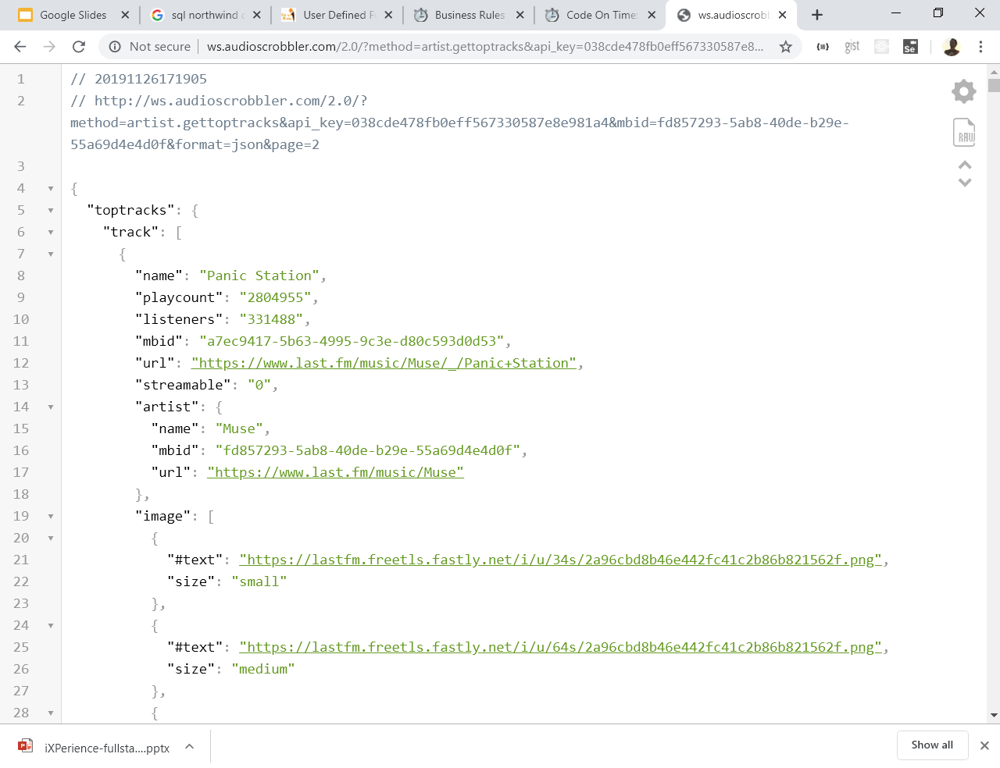 Google Slides
sql northwind
User Defined F
Business Rules
Code On Time
ws.audioscrobb
Not secure
ws.audioscrobbler.com/2.0/?method=artist.gettoptracks&api_key=038cde478fb0eff567330587e8...
gist
Se
1 // 20191126171905
2 // http://ws.audioscrobbler.com/2.0/?
method=artist.gettoptracks&api_key=038cde478fb0eff567330587e8e981a4&mbid=fd857293-5ab8-40de-b29e-
55a69d4e4d0f&format=json&page=2
RAW
3
4 {
5 "toptracks": {
6 "track": [
7 {
8 "name": "Panic Station",
9 "playcount": "2804955",
10 "listeners": "331488",
11 "mbid": "a7ec9417-5b63-4995-9c3e-d80c593d0d53",
12 "url": "https://www.last.fm/music/Muse/_/Panic+Station",
13 "streamable": "0",
14 "artist": {
15 "name": "Muse",
16 "mbid": "fd857293-5ab8-40de-b29e-55a69d4e4d0f",
17 "url": "https://www.last.fm/music/Muse"
18 },
19 "image": [
20 {
21 "#text": "https://lastfm.freetls.fastly.net/i/u/34s/2a96cbd8b46e442fc41c2b86b821562f.png",
22 "size": "small"
23 },
24 {
25 "#text": "https://lastfm.freetls.fastly.net/i/u/64s/2a96cbd8b46e442fc41c2b86b821562f.png",
26 "size": "medium"
27 },
28 {
iXPerience-fullsta....pptx
Show all